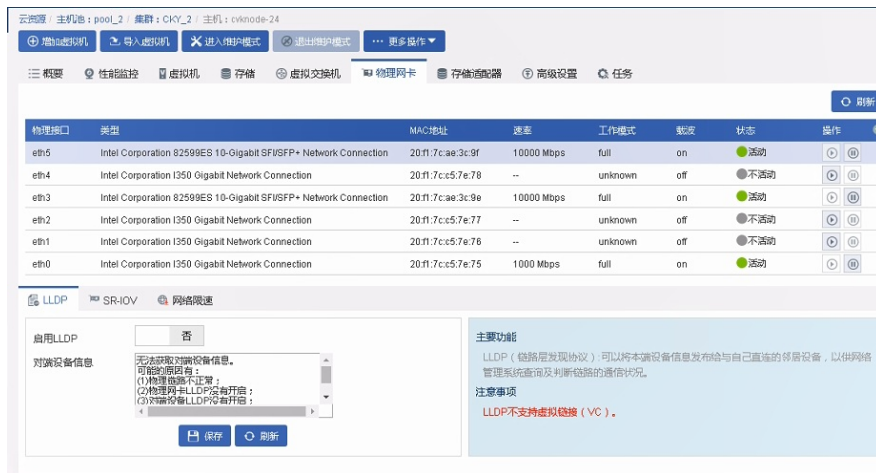 云资源 / 主机池：pool_2 / 集群：CKY_2 / 主机：cvknode-24
增加虚拟机 导入虚拟机 进入维护模式 退出维护模式 ··· 更多操作
概要 性能监控 虚拟机 存储 虚拟交换机 物理网卡 存储适配器 高级设置 任务
刷新
物理接口 类型 MAC地址 速率 工作模式 载波 状态 操作
eth5 Intel Corporation 82599ES 10-Gigabit SFI/SFP+ Network Connection 20:f1:7c:ae:3c:9f 10000 Mbps full on 活动
eth4 Intel Corporation I350 Gigabit Network Connection 20:f1:7c:c5:7e:78 -- unknown off 不活动
eth3 Intel Corporation 82599ES 10-Gigabit SFI/SFP+ Network Connection 20:f1:7c:ae:3c:9e 10000 Mbps full on 活动
eth2 Intel Corporation I350 Gigabit Network Connection 20:f1:7c:c5:7e:77 -- unknown off 不活动
eth1 Intel Corporation I350 Gigabit Network Connection 20:f1:7c:c5:7e:76 -- unknown off 不活动
eth0 Intel Corporation I350 Gigabit Network Connection 20:f1:7c:c5:7e:75 1000 Mbps full on 活动
LLDP SR-IOV 网络限速
启用LLDP 否
对端设备信息
无法获取对端设备信息。
可能的原因有：
(1)物理链路不正常；
(2)物理网卡LLDP没有开启；
(3)对端设备LLDP没有开启；
保存 刷新
主要功能
LLDP（链路层发现协议）:可以将本端设备信息发布给与自己直连的邻居设备，以供网络
管理系统查询及判断链路的通信状况。
注意事项
LLDP不支持虚拟链接（VC）。